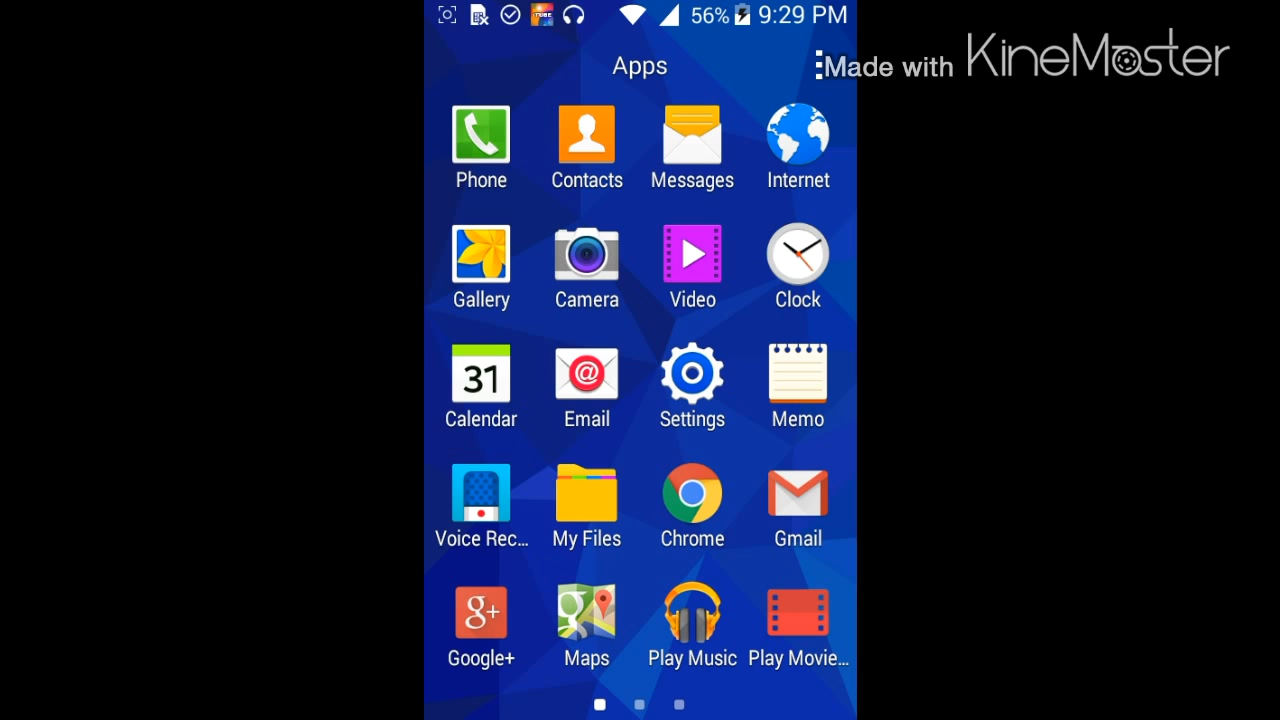 56% 9:29 PM
Apps
Made with KineMaster
Phone Contacts Messages Internet
Gallery Camera Video Clock
31
Calendar Email Settings Memo
Voice Rec... My Files Chrome Gmail
g+
Google+ Maps Play Music Play Movie...